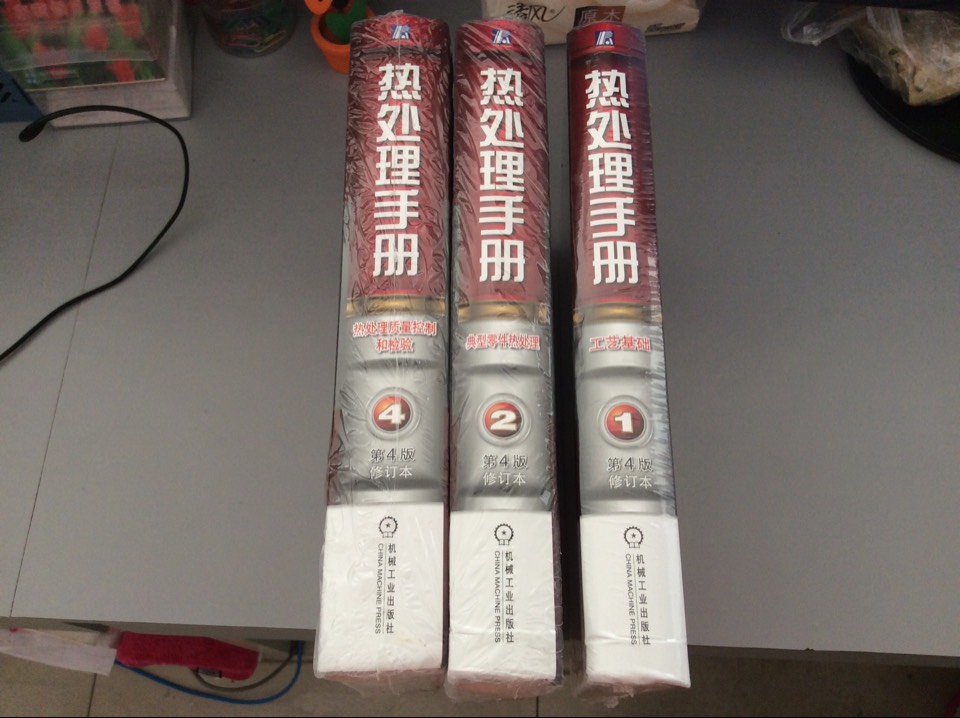 清风
原木
热处理手册
热处理质量控制
和检验
4
第4版
修订本
机械工业出版社
CHINA MACHINE PRESS
热处理手册
典型零件热处理
2
第4版
修订本
机械工业出版社
CHINA MACHINE PRESS
热处理手册
工艺基础
1
第4版
修订本
机械工业出版社
CHINA MACHINE PRESS